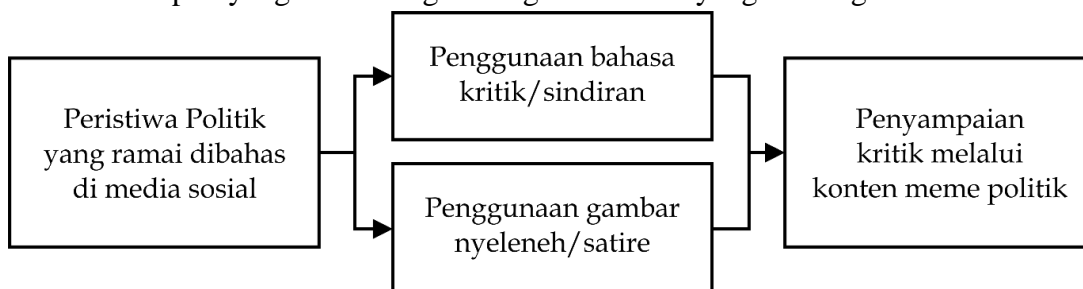 Peristiwa Politik
yang ramai dibahas
di media sosial
Penggunaan bahasa
kritik/sindiran
Penggunaan gambar
nyeleneh/satire
Penyampaian
kritik melalui
konten meme politik